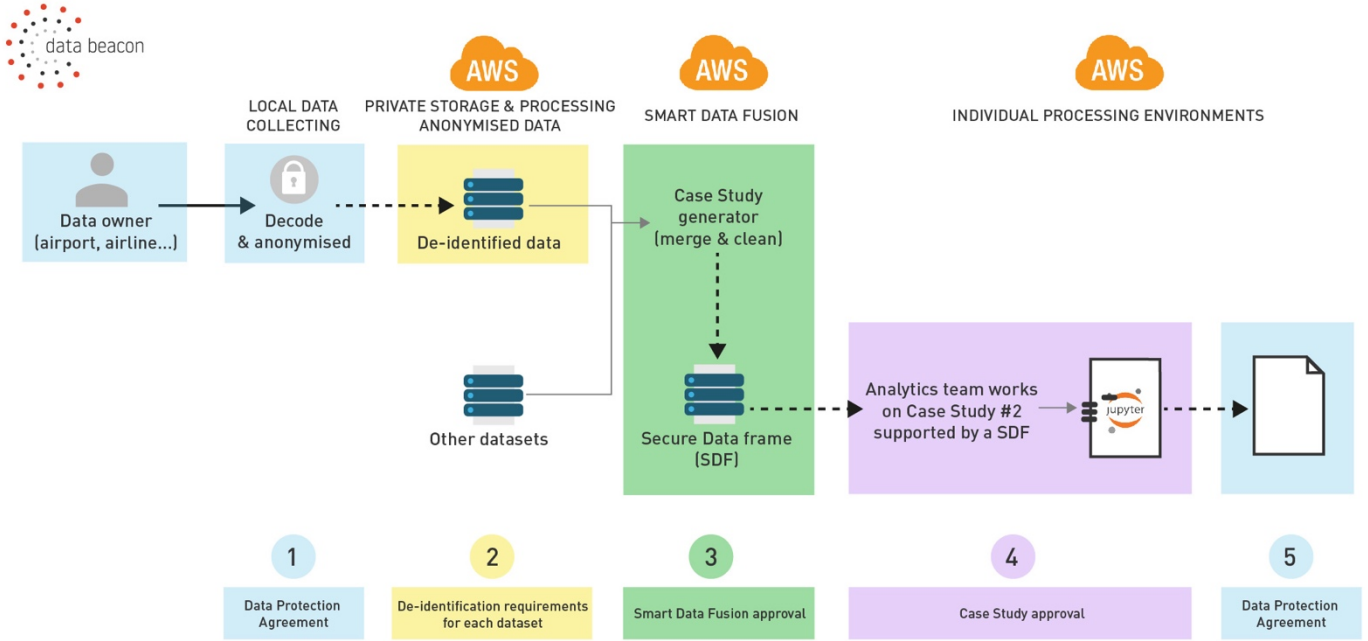 data beacon
AWS
AWS
AWS
LOCAL DATA
COLLECTING
PRIVATE STORAGE & PROCESSING
ANONYMISED DATA
SMART DATA FUSION
INDIVIDUAL PROCESSING ENVIRONMENTS
Data owner
(airport, airline...)
Decode
& anonymised
De-identified data
Case Study
generator
(merge & clean)
Other datasets
Secure Data frame
(SDF)
Analytics team works
on Case Study #2
supported by a SDF
jupyter
1
2
3
4
5
Data Protection
Agreement
De-identification requirements
for each dataset
Smart Data Fusion approval
Case Study approval
Data Protection
Agreement